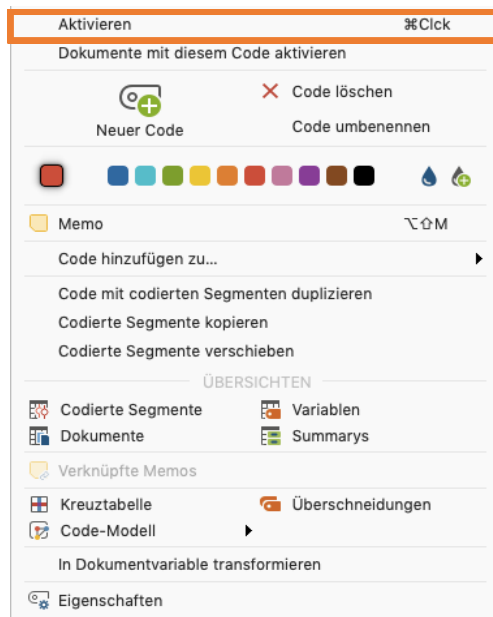 Aktivieren ⌘Clck
Dokumente mit diesem Code aktivieren
Neuer Code
Code löschen
Code umbenennen
Memo ⌥⇧M
Code hinzufügen zu...
Code mit codierten Segmenten duplizieren
Codierte Segmente kopieren
Codierte Segmente verschieben
ÜBERSICHTEN
Codierte Segmente Variablen
Dokumente Summarys
Verknüpfte Memos
Kreuztabelle Überschneidungen
Code-Modell
In Dokumentvariable transformieren
Eigenschaften